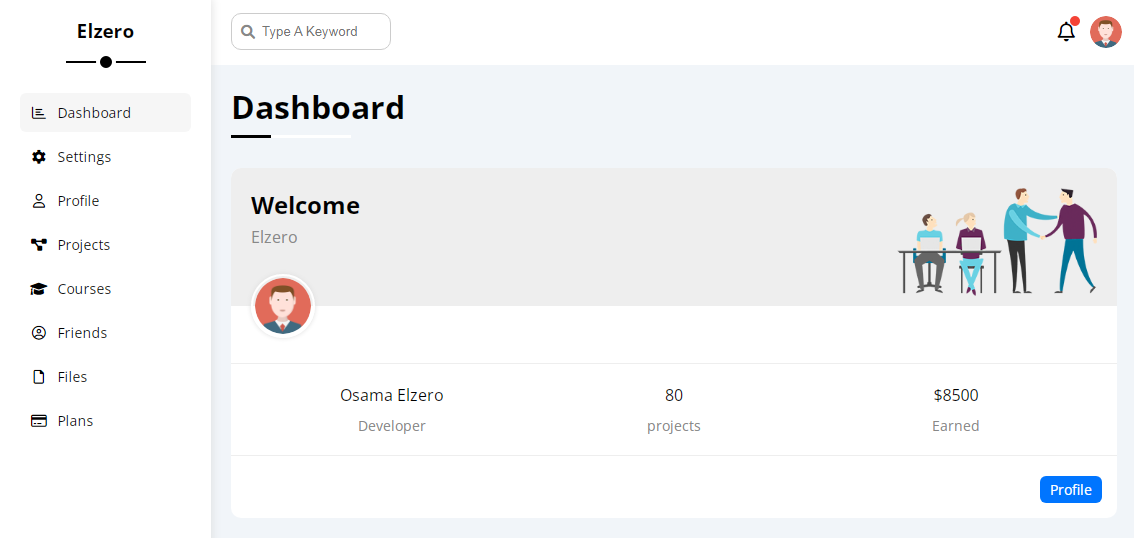 Elzero
Type A Keyword
Dashboard
Settings
Profile
Projects
Courses
Friends
Files
Plans
Dashboard
Welcome
Elzero
Osama Elzero
Developer
80
projects
$8500
Earned
Profile